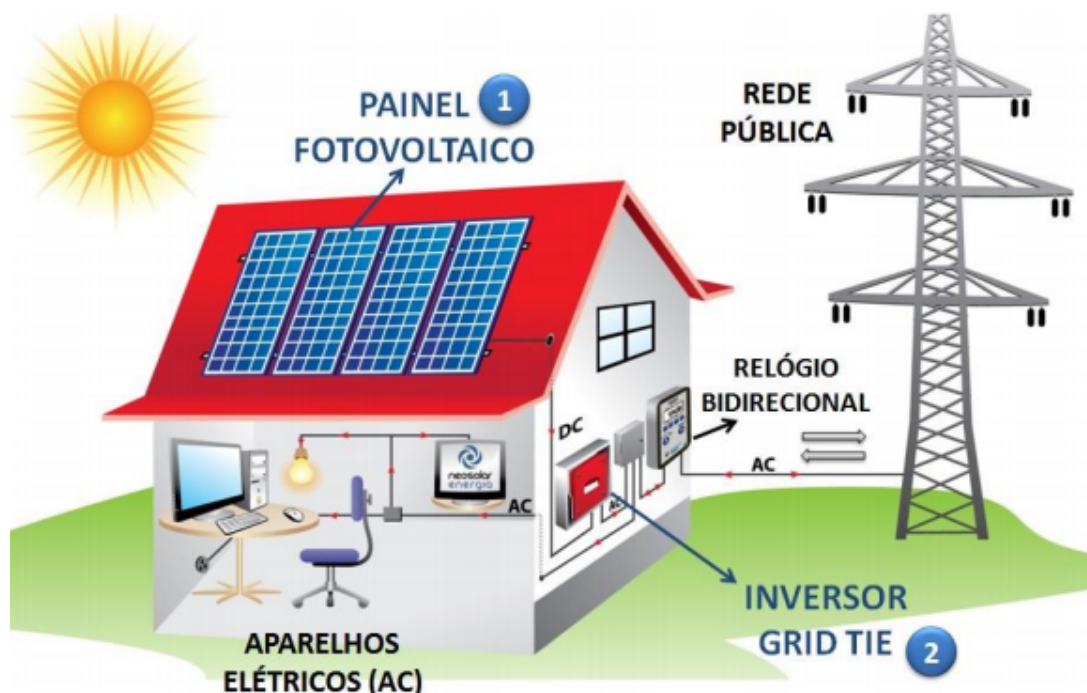 PAINEL 1
FOTOVOLTAICO
REDE
PÚBLICA
RELÓGIO
BIDIRECIONAL
DC
AC
AC
AC
neosolar
energia
INVERSOR
GRID TIE 2
APARELHOS
ELÉTRICOS (AC)